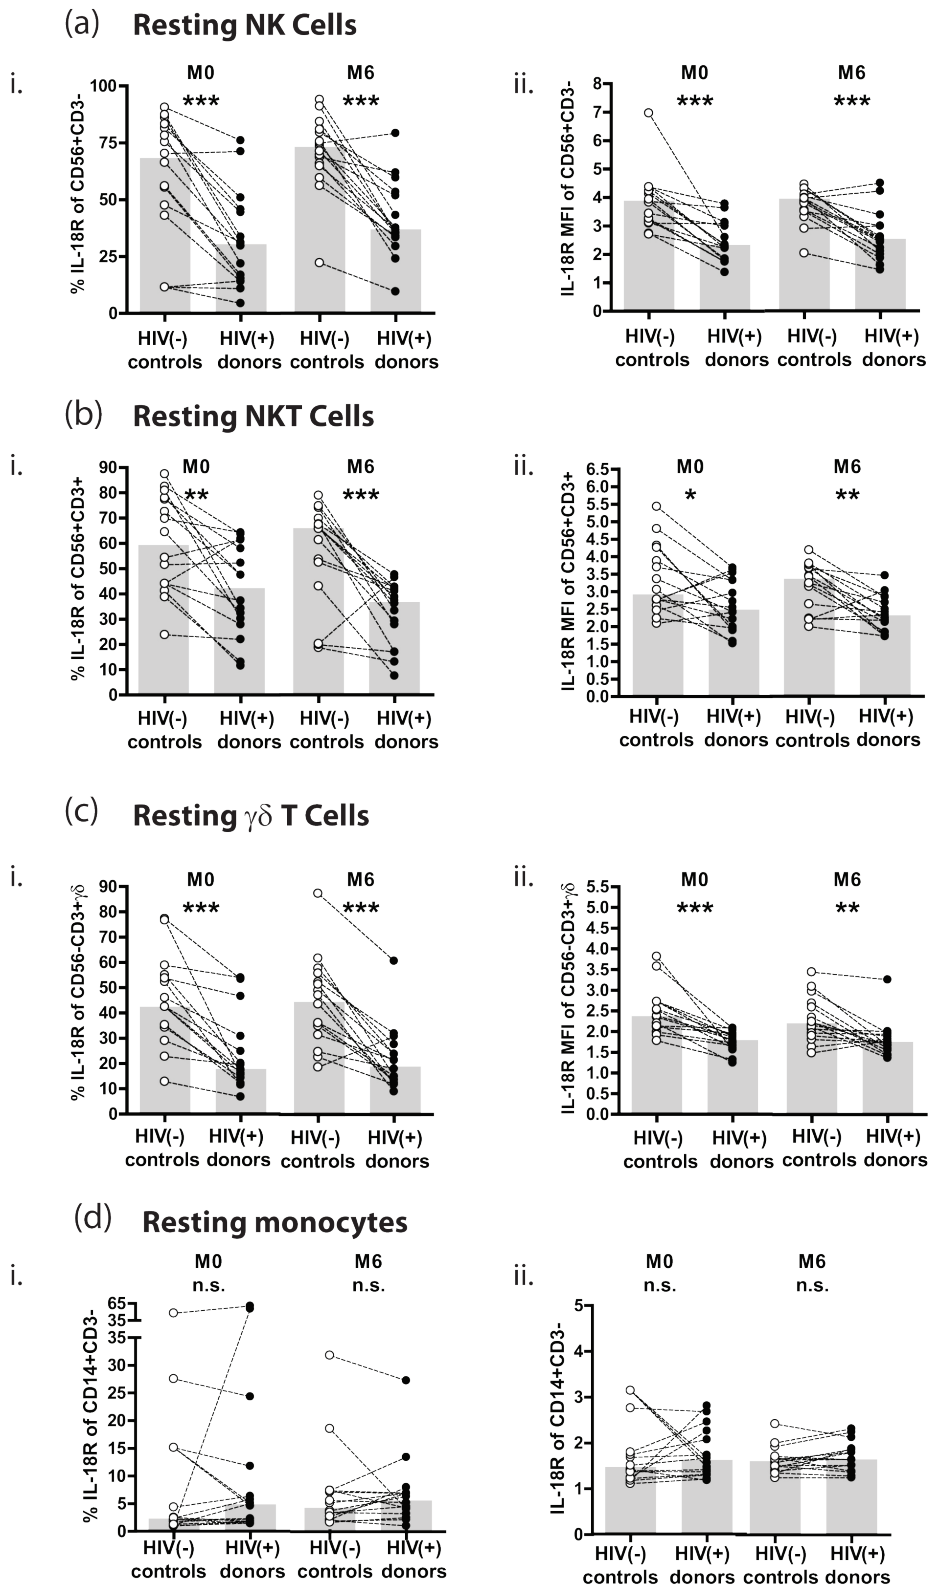 (a) Resting NK Cells
i.
M0 M6
*** ***
% IL-18R of CD56+CD3-
100
75
50
25
0
HIV(-) HIV(+) HIV(-) HIV(+)
controls donors controls donors
ii.
M0 M6
*** ***
IL-18R MFI of CD56+CD3-
8
7
6
5
4
3
2
1
0
HIV(-) HIV(+) HIV(-) HIV(+)
controls donors controls donors
(b) Resting NKT Cells
i.
M0 M6
** ***
% IL-18R of CD56+CD3+
90
80
70
60
50
40
30
20
10
0
HIV(-) HIV(+) HIV(-) HIV(+)
controls donors controls donors
ii.
M0 M6
* **
IL-18R MFI of CD56+CD3+
6.5
6.0
5.5
5.0
4.5
4.0
3.5
3.0
2.5
2.0
1.5
1.0
0.5
0.0
HIV(-) HIV(+) HIV(-) HIV(+)
controls donors controls donors
(c) Resting γδ T Cells
i.
M0 M6
*** ***
% IL-18R of CD56-CD3+γδ
90
80
70
60
50
40
30
20
10
0
HIV(-) HIV(+) HIV(-) HIV(+)
controls donors controls donors
ii.
M0 M6
*** **
IL-18R MFI of CD56-CD3+γδ
5.5
5.0
4.5
4.0
3.5
3.0
2.5
2.0
1.5
1.0
0.5
0.0
HIV(-) HIV(+) HIV(-) HIV(+)
controls donors controls donors
(d) Resting monocytes
i.
M0 M6
n.s. n.s.
% IL-18R of CD14+CD3-
65
35
35
30
25
20
15
10
5
0
HIV(-) HIV(+) HIV(-) HIV(+)
controls donors controls donors
ii.
M0 M6
n.s. n.s.
IL-18R of CD14+CD3-
5
4
3
2
1
0
HIV(-) HIV(+) HIV(-) HIV(+)
controls donors controls donors